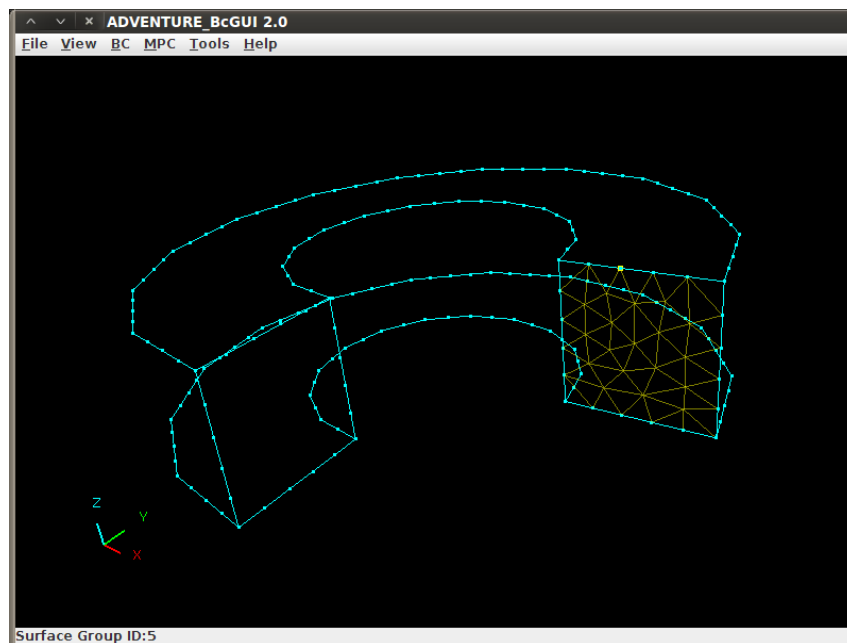 ADVENTURE_BcGUI 2.0
File View BC MPC Tools Help
Z
Y
X
Surface Group ID:5